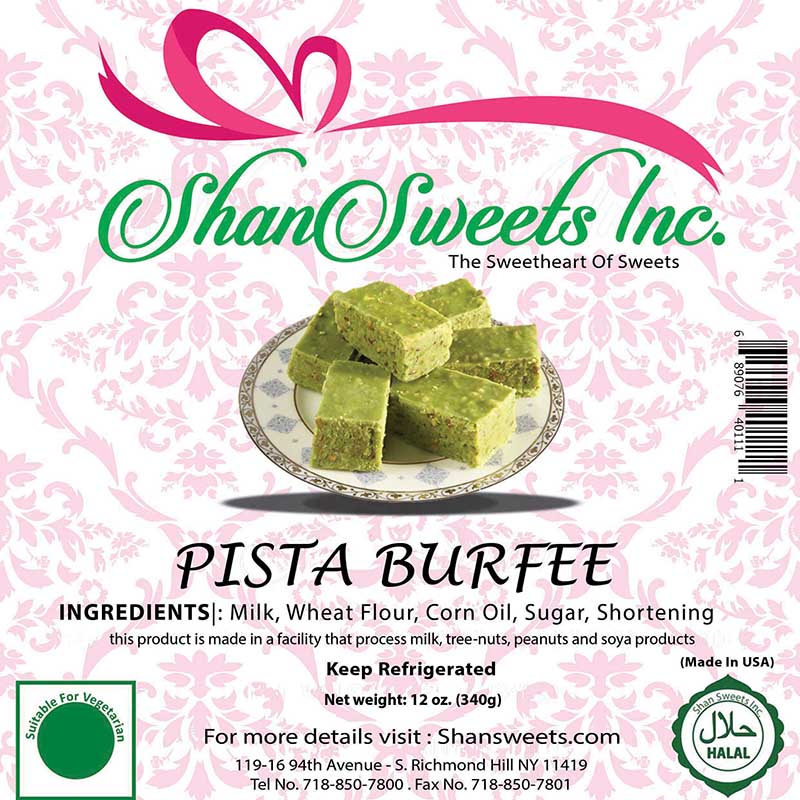 ShanSweets Inc.
The Sweetheart Of Sweets
6 89076 40111 1
PISTA BURFEE
INGREDIENTS|: Milk, Wheat Flour, Corn Oil, Sugar, Shortening
this product is made in a facility that process milk, tree-nuts, peanuts and soya products
Keep Refrigerated
(Made In USA)
Net weight: 12 oz. (340g)
Suitable For Vegetarian
For more details visit : Shansweets.com
119-16 94th Avenue - S. Richmond Hill NY 11419
Tel No. 718-850-7800 . Fax No. 718-850-7801
Shan Sweets Inc.
حلال
HALAL